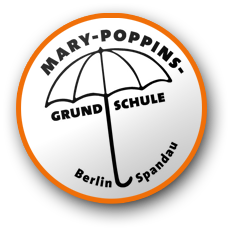 MARY-POPPINS-
GRUND SCHULE
Berlin Spandau